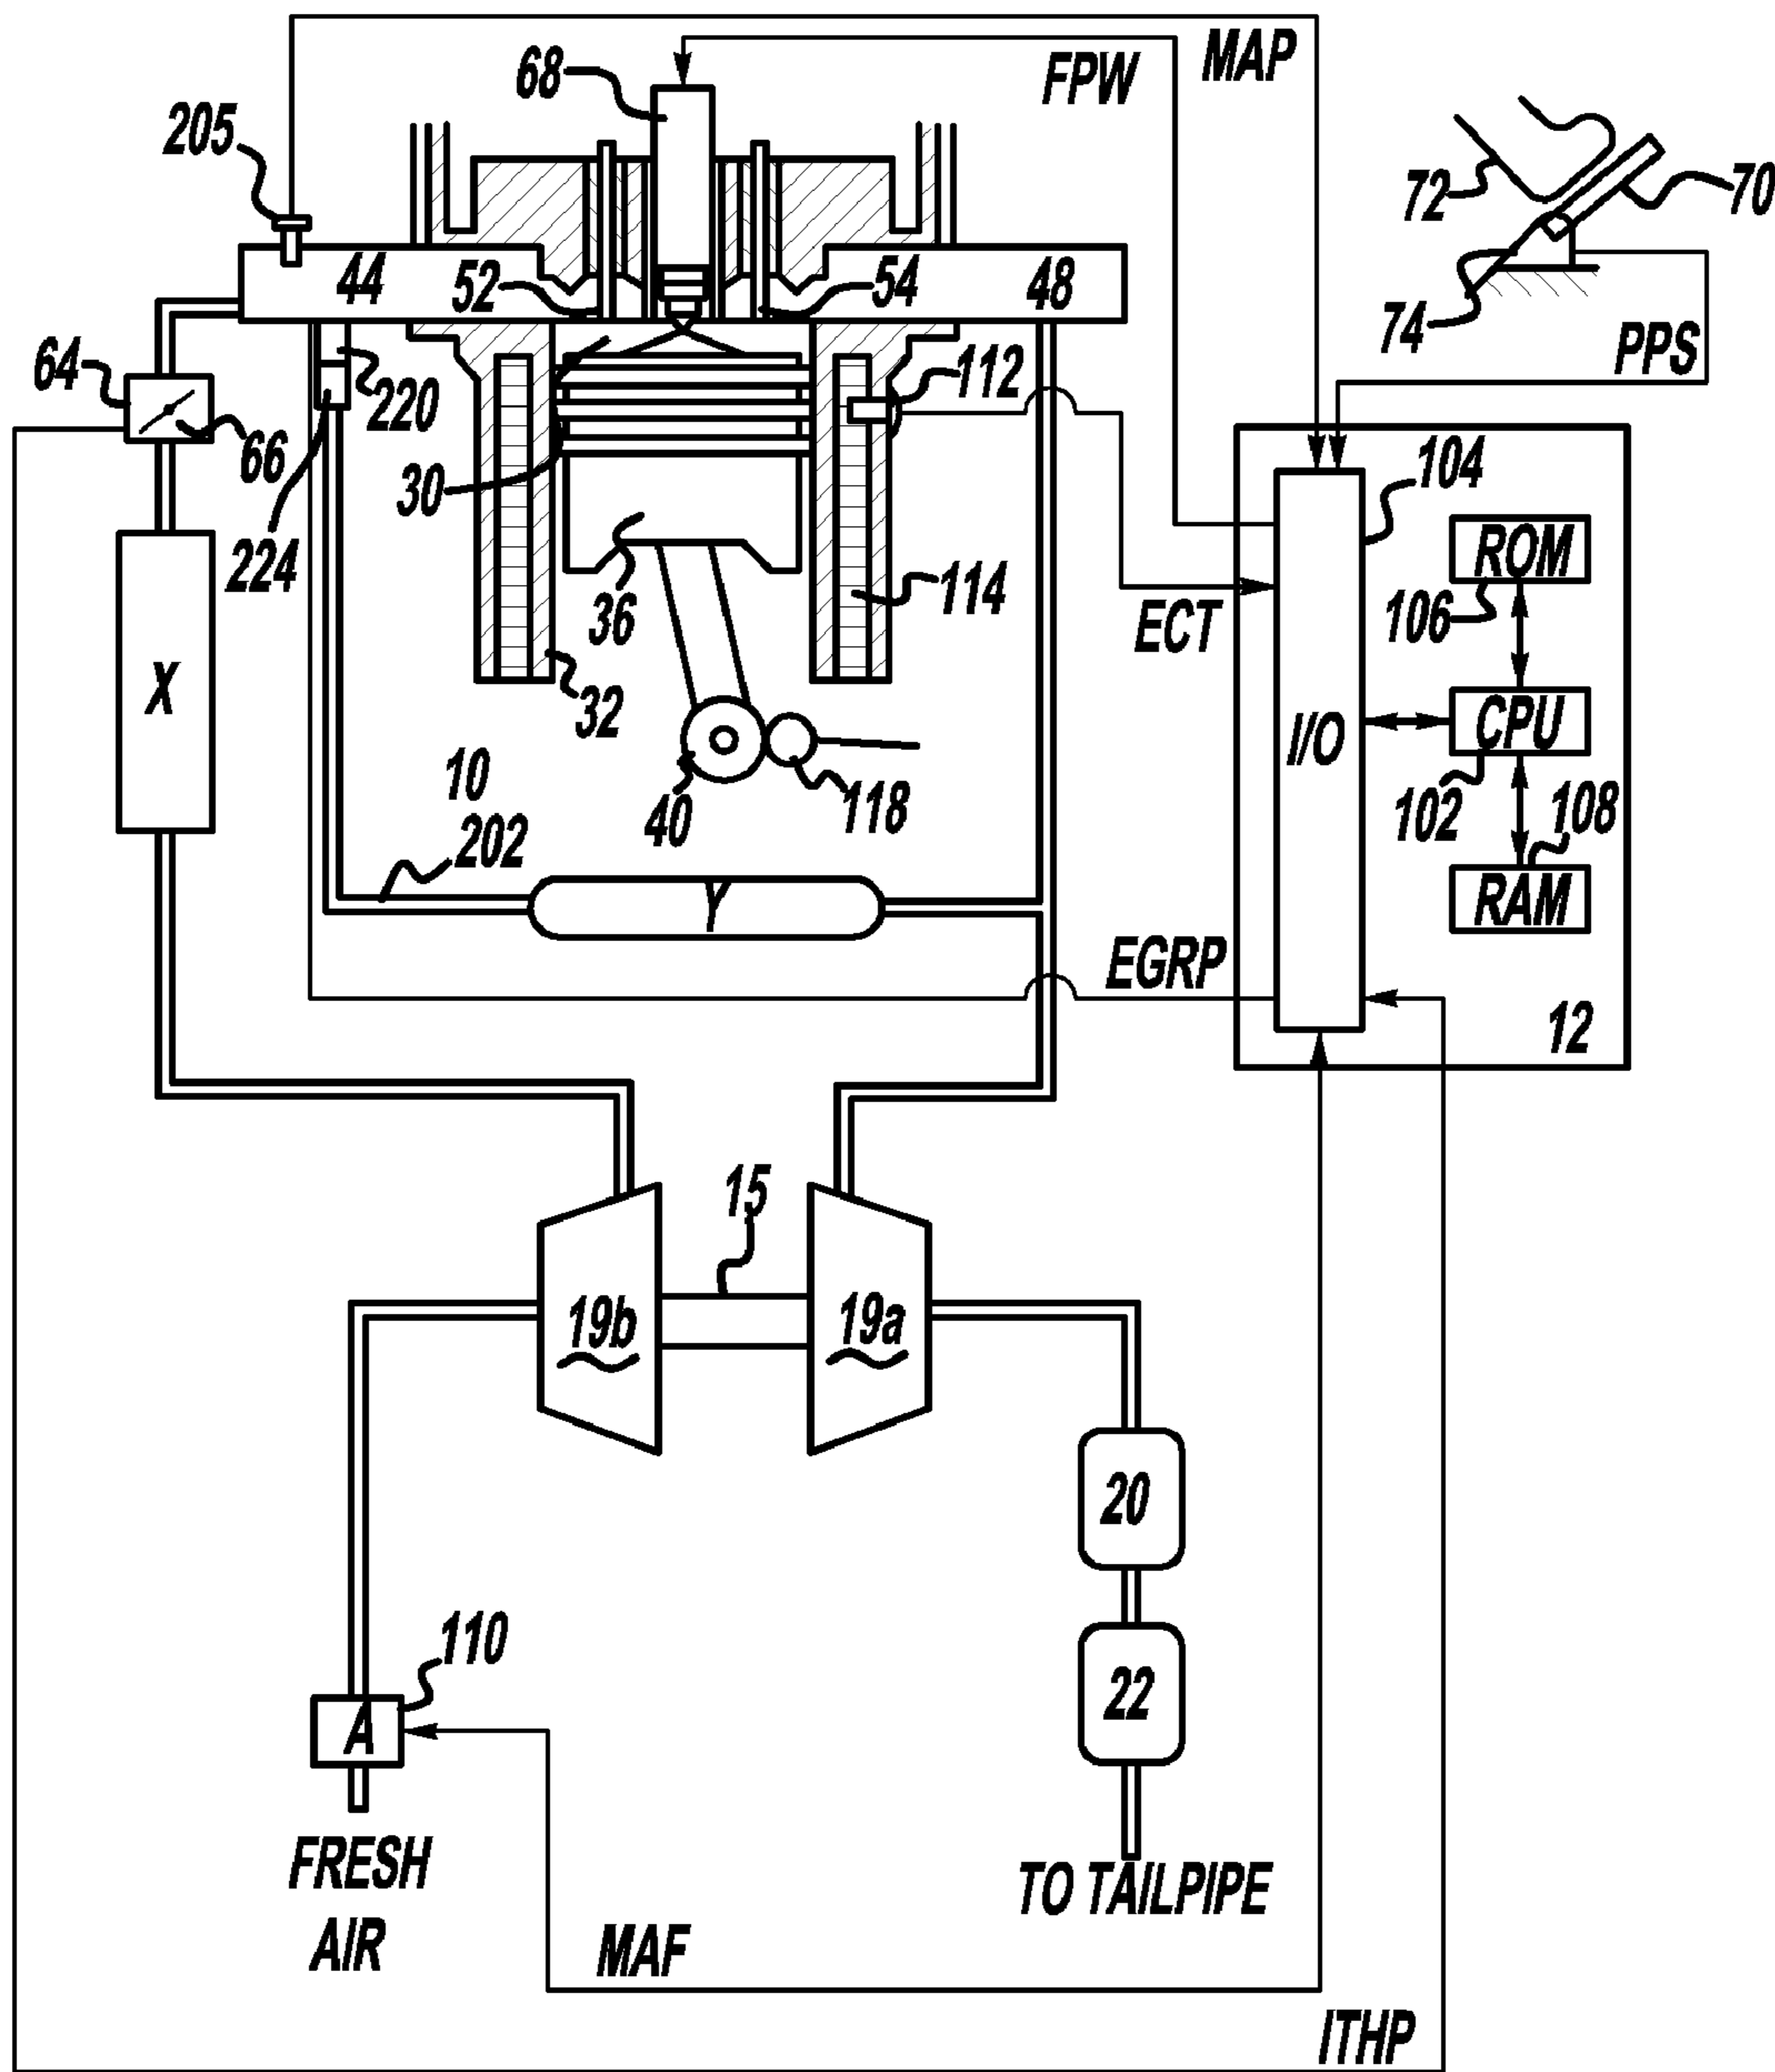 MAP
FPW
68
205
72
70
44
52
54
48
74
PPS
64
220
112
66
30
104
224
ROM
36
114
106
ECT
X
32
I/O
CPU
10
40
118
102
108
202
Y
RAM
EGRP
12
15
19b
19a
20
110
22
A
FRESH
AIR
TO TAILPIPE
MAF
ITHP